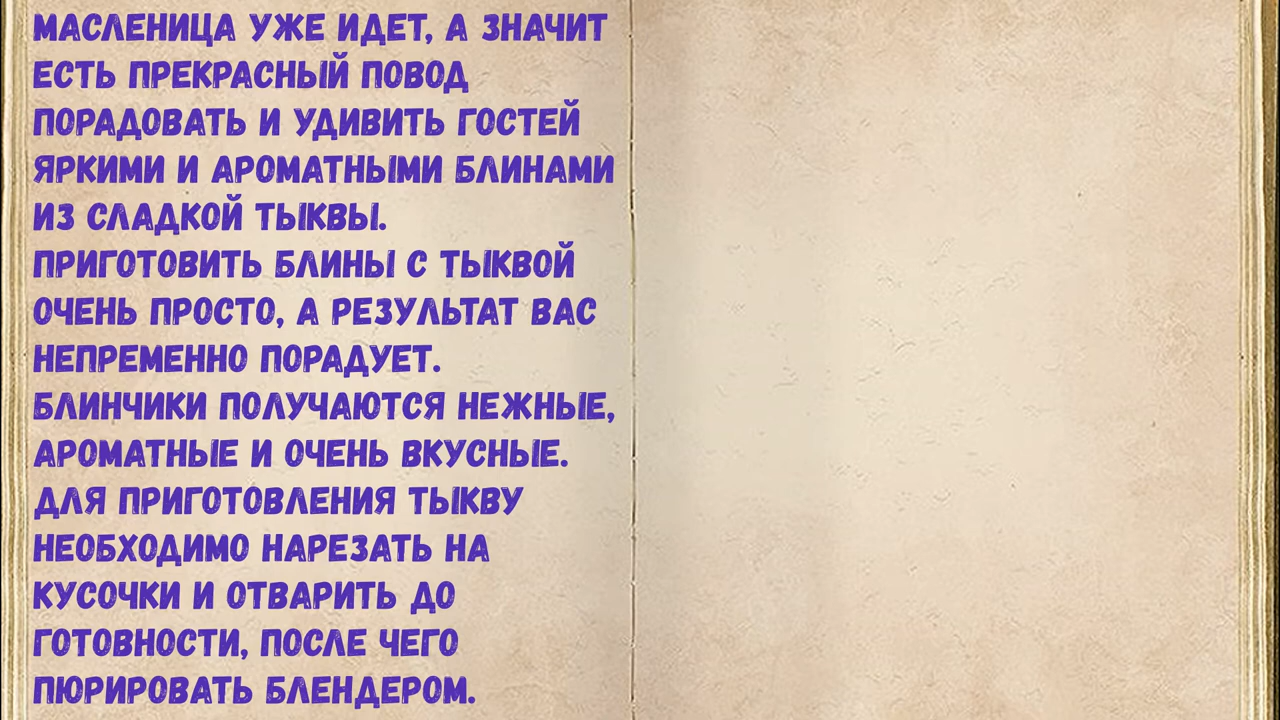 МАСЛЕНИЦА УЖЕ ИДЕТ, А ЗНАЧИТ
ЕСТЬ ПРЕКРАСНЫЙ ПОВОД
ПОРАДОВАТЬ И УДИВИТЬ ГОСТЕЙ
ЯРКИМИ И АРОМАТНЫМИ БЛИНАМИ
ИЗ СЛАДКОЙ ТЫКВЫ.
ПРИГОТОВИТЬ БЛИНЫ С ТЫКВОЙ
ОЧЕНЬ ПРОСТО, А РЕЗУЛЬТАТ ВАС
НЕПРЕМЕННО ПОРАДУЕТ.
БЛИНЧИКИ ПОЛУЧАЮТСЯ НЕЖНЫЕ,
АРОМАТНЫЕ И ОЧЕНЬ ВКУСНЫЕ.
ДЛЯ ПРИГОТОВЛЕНИЯ ТЫКВУ
НЕОБХОДИМО НАРЕЗАТЬ НА
КУСОЧКИ И ОТВАРИТЬ ДО
ГОТОВНОСТИ, ПОСЛЕ ЧЕГО
ПЮРИРОВАТЬ БЛЕНДЕРОМ.